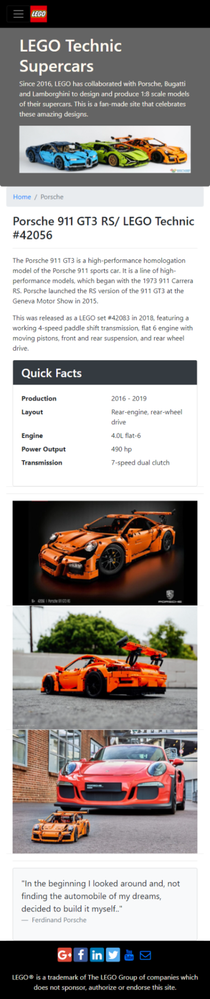 LEGO
LEGO Technic
Supercars
Since 2016, LEGO has collaborated with Porsche, Bugatti
and Lamborghini to design and produce 1:8 scale models
of their supercars. This is a fan-made site that celebrates
these amazing designs.
Home / Porsche
Porsche 911 GT3 RS/ LEGO Technic
#42056
The Porsche 911 GT3 is a high-performance homologation
model of the Porsche 911 sports car. It is a line of high-
performance models, which began with the 1973 911 Carrera
RS. Porsche launched the RS version of the 911 GT3 at the
Geneva Motor Show in 2015.
This was released as a LEGO set #42083 in 2018, featuring a
working 4-speed paddle shift transmission, flat 6 engine with
moving pistons, front and rear suspension, and rear wheel
drive.
Quick Facts
Production 2016 - 2019
Layout Rear-engine, rear-wheel
drive
Engine 4.0L flat-6
Power Output 490 hp
Transmission 7-speed dual clutch
16+ 42056 | Porsche 911 GT3 RS
PORSCHE
"In the beginning I looked around and, not
finding the automobile of my dreams,
decided to build it myself.."
— Ferdinand Porsche
G+ f in You Tube
LEGO® is a trademark of The LEGO Group of companies which
does not sponsor, authorize or endorse this site.